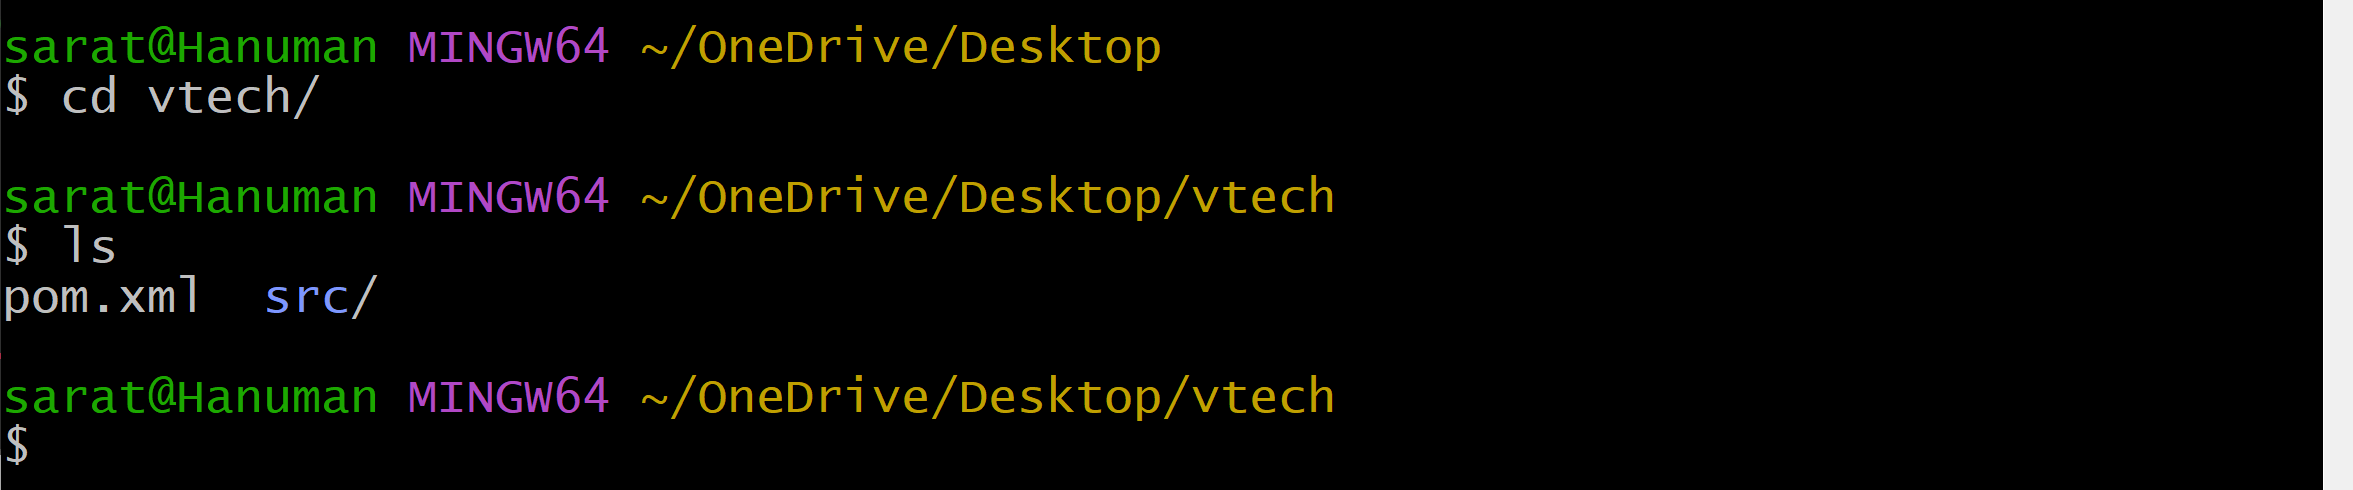 sarat@Hanuman MINGW64 ~/OneDrive/Desktop
$ cd vtech/
sarat@Hanuman MINGW64 ~/OneDrive/Desktop/vtech
$ ls
pom.xml  src/
sarat@Hanuman MINGW64 ~/OneDrive/Desktop/vtech
$